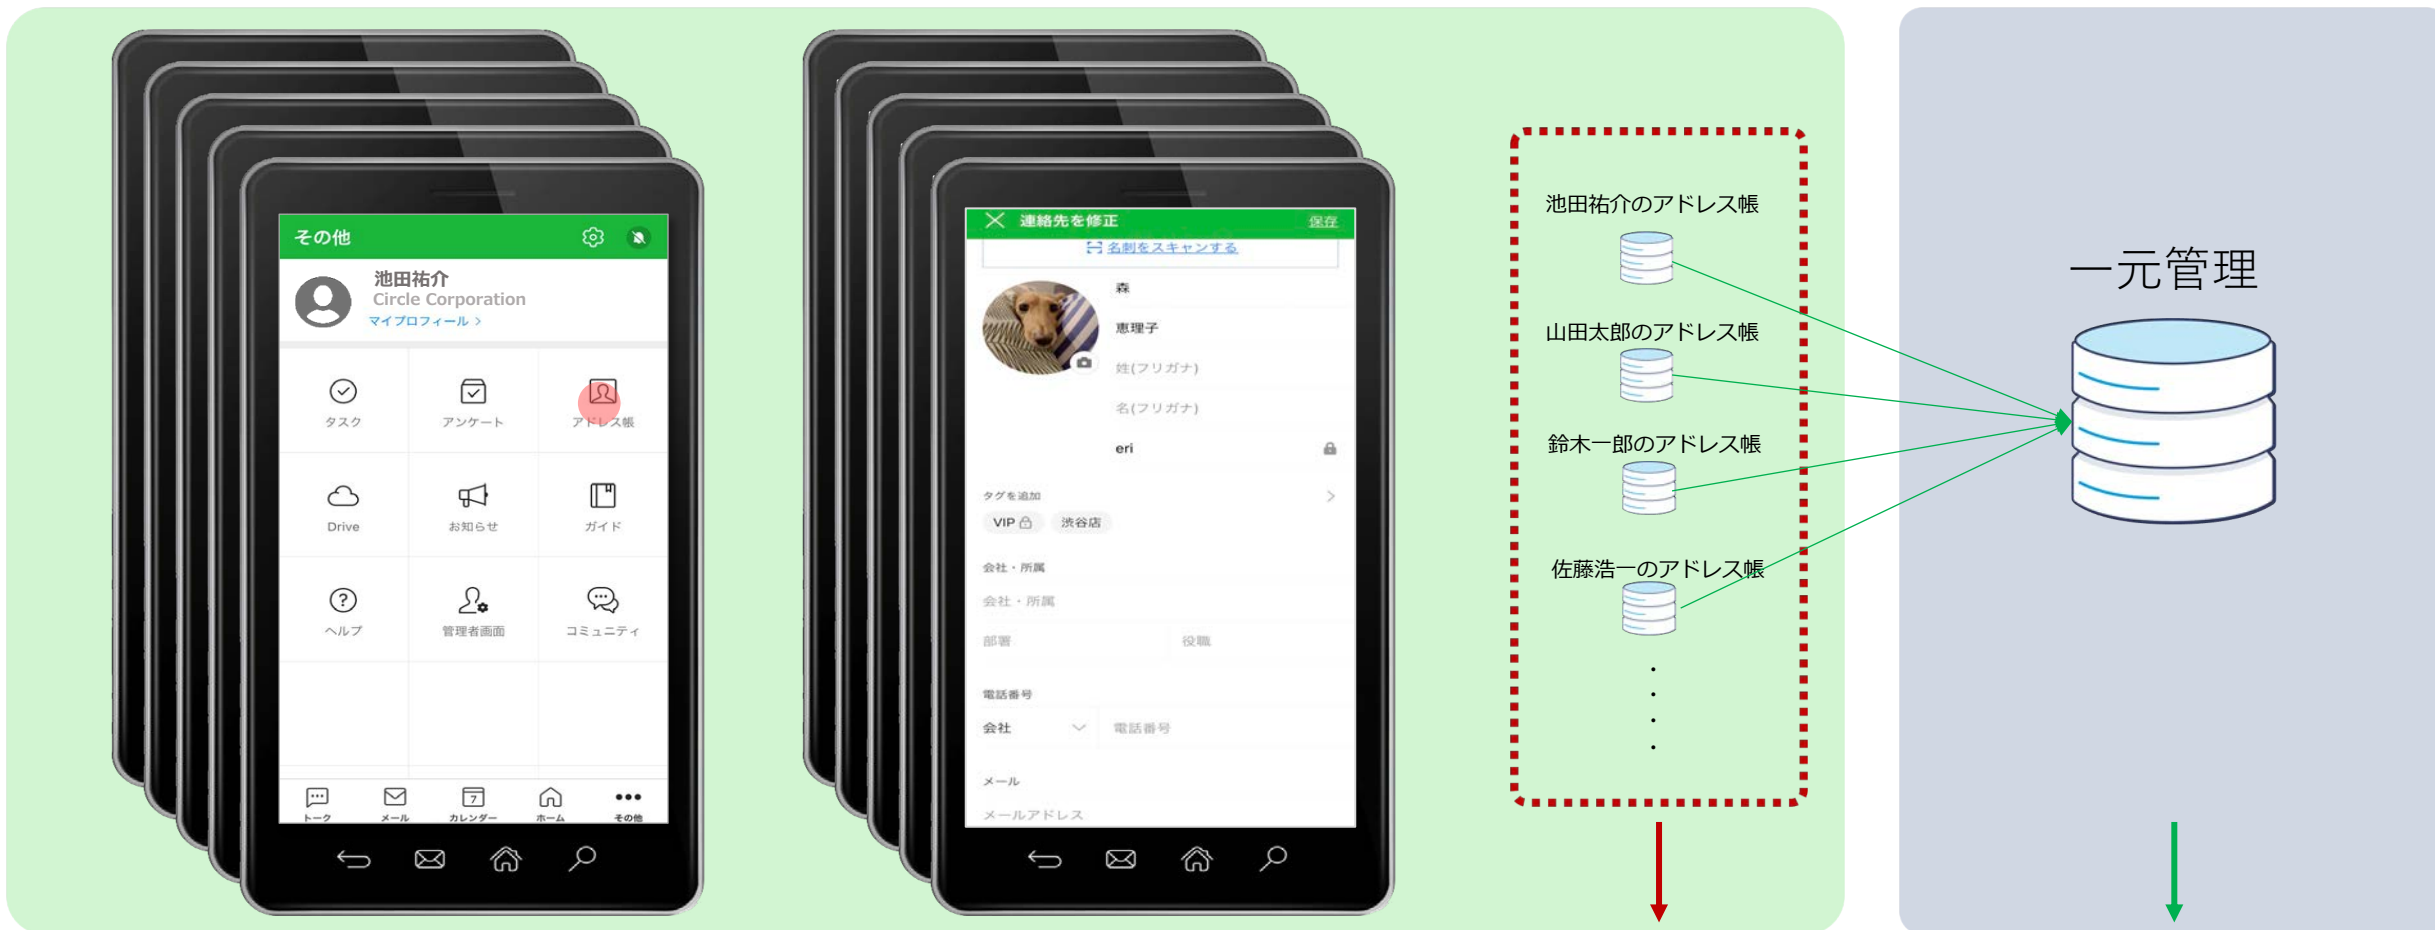 その他
池田祐介
Circle Corporation
マイプロフィール >
タスク
アンケート
アドレス帳
Drive
お知らせ
ガイド
ヘルプ
管理者画面
コミュニティ
7
トーク
メール
カレンダー
ホーム
その他
連絡先を修正
保存
名刺をスキャンする
森
恵理子
姓(フリガナ)
名(フリガナ)
eri
タグを追加
VIP
渋谷店
会社・所属
会社・所属
部署
役職
電話番号
会社
電話番号
メール
メールアドレス
池田祐介のアドレス帳
山田太郎のアドレス帳
鈴木一郎のアドレス帳
佐藤浩一のアドレス帳
・
・
・
・
一元管理